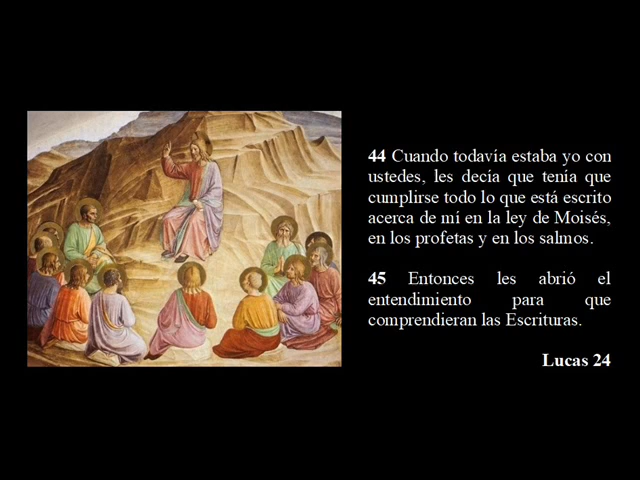 44 Cuando todavía estaba yo con
ustedes, les decía que tenía que
cumplirse todo lo que está escrito
acerca de mí en la ley de Moisés,
en los profetas y en los salmos.
45 Entonces les abrió el
entendimiento para que
comprendieran las Escrituras.
Lucas 24